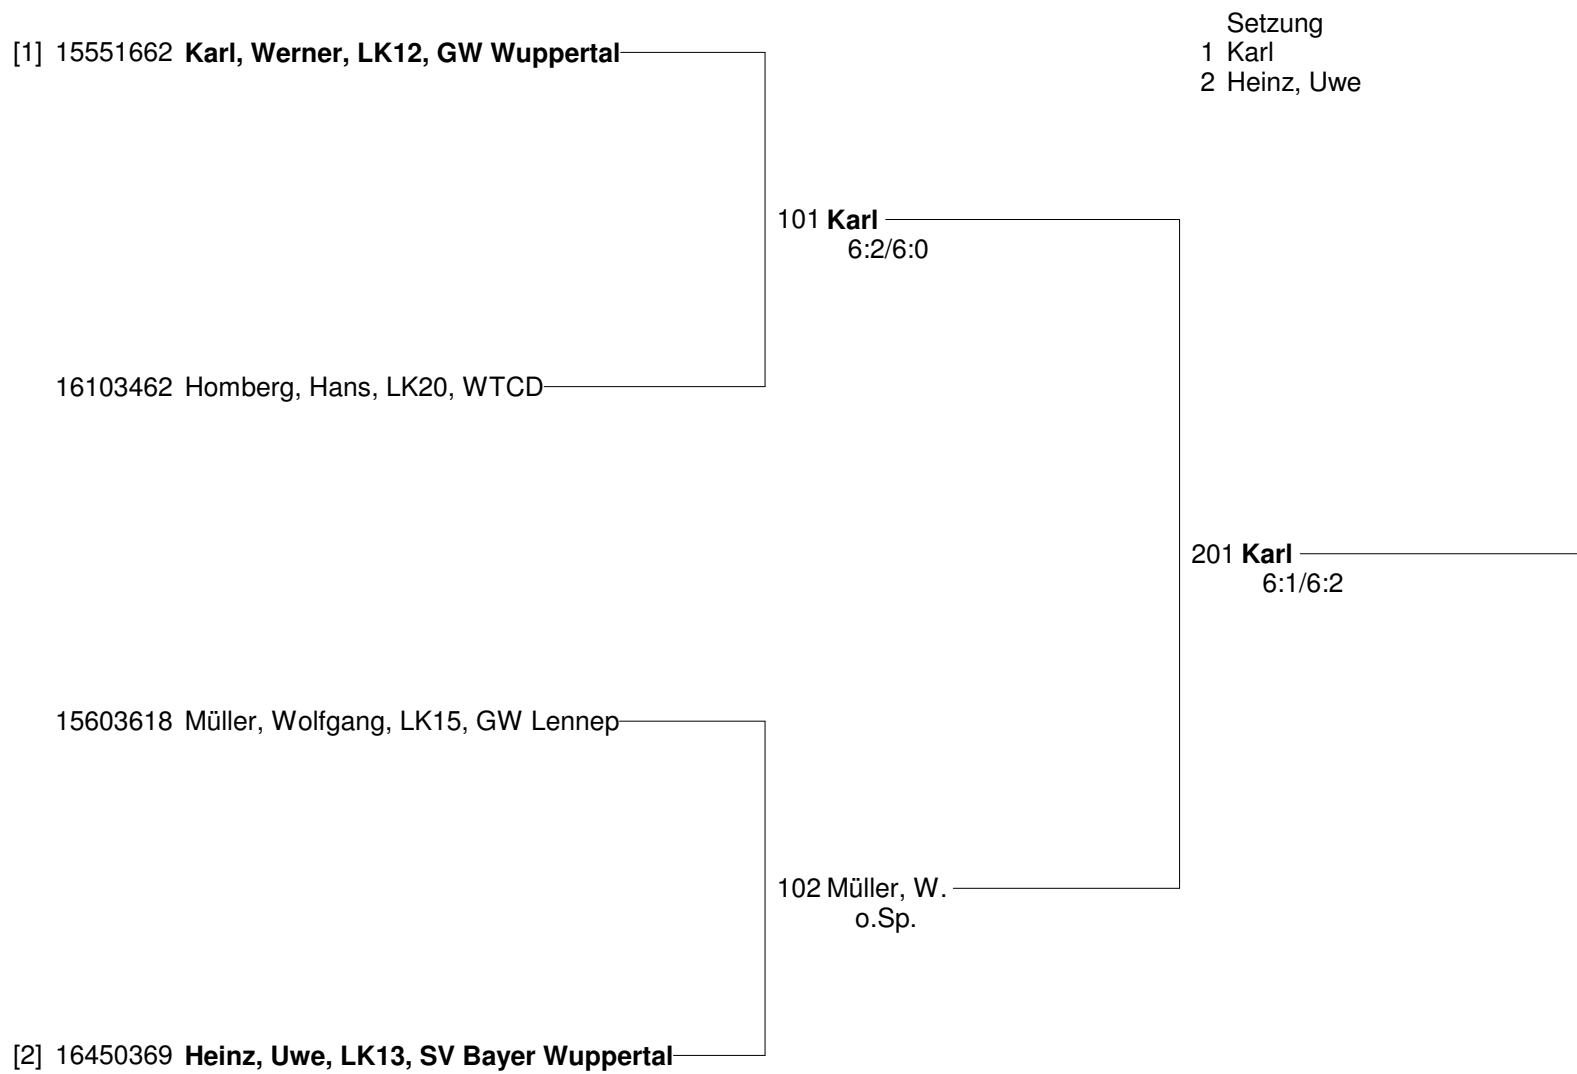 Setzung
[1] 15551662 Karl, Werner, LK12, GW Wuppertal
1 Karl
2 Heinz, Uwe
101 Karl
6:2/6:0
16103462 Homberg, Hans, LK20, WTCD
201 Karl
6:1/6:2
15603618 Müller, Wolfgang, LK15, GW Lennep
102 Müller, W.
o.Sp.
[2] 16450369 Heinz, Uwe, LK13, SV Bayer Wuppertal